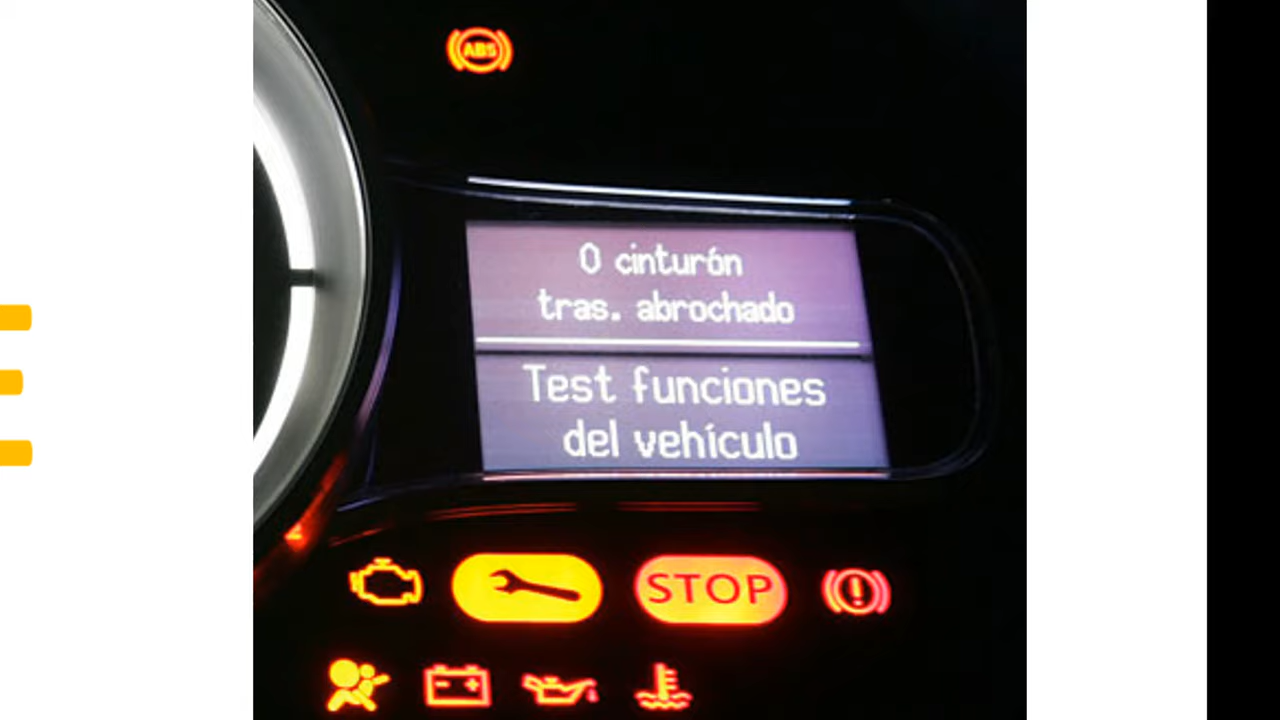 ABS
0 cinturón
tras. abrochado
Test funciones
del vehículo
STOP